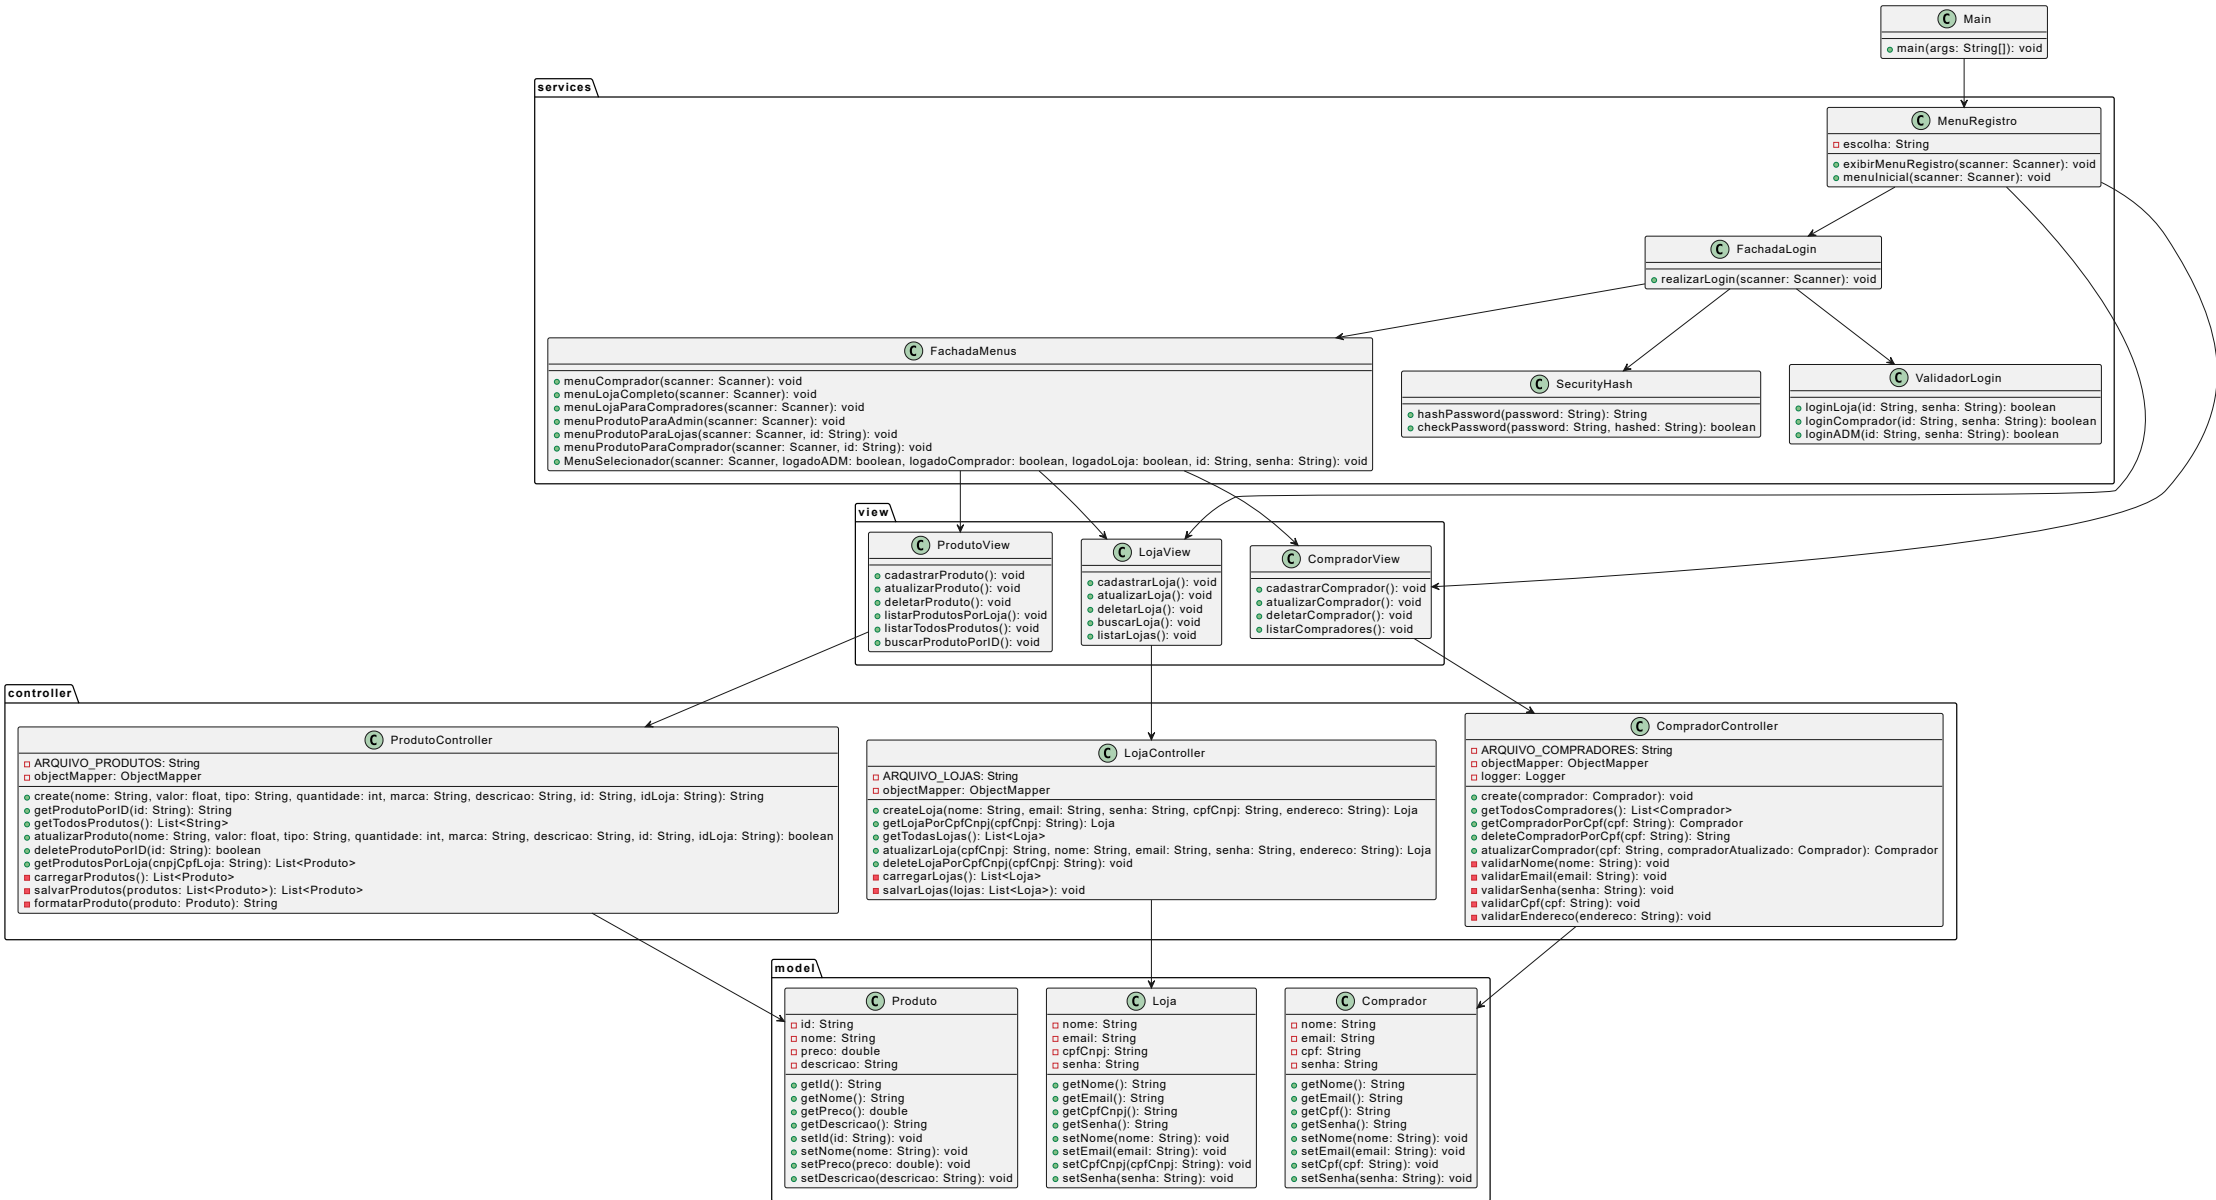 Main
main(args: String[]): void
services
MenuRegistro
escolha: String
exibirMenuRegistro(scanner: Scanner): void
menuInicial(scanner: Scanner): void
FachadaLogin
realizarLogin(scanner: Scanner): void
FachadaMenus
menuComprador(scanner: Scanner): void
menuLojaCompleto(scanner: Scanner): void
menuLojaParaCompradores(scanner: Scanner): void
menuProdutoParaAdmin(scanner: Scanner): void
menuProdutoParaLojas(scanner: Scanner, id: String): void
menuProdutoParaComprador(scanner: Scanner, id: String): void
MenuSelecionador(scanner: Scanner, logadoADM: boolean, logadoComprador: boolean, logadoLoja: boolean, id: String, senha: String): void
SecurityHash
hashPassword(password: String): String
checkPassword(password: String, hashed: String): boolean
ValidadorLogin
loginLoja(id: String, senha: String): boolean
loginComprador(id: String, senha: String): boolean
loginADM(id: String, senha: String): boolean
view
ProdutoView
cadastrarProduto(): void
atualizarProduto(): void
deletarProduto(): void
listarProdutosPorLoja(): void
listarTodosProdutos(): void
buscarProdutoPorID(): void
LojaView
cadastrarLoja(): void
atualizarLoja(): void
deletarLoja(): void
buscarLoja(): void
listarLojas(): void
CompradorView
cadastrarComprador(): void
atualizarComprador(): void
deletarComprador(): void
listarCompradores(): void
controller
ProdutoController
ARQUIVO_PRODUTOS: String
objectMapper: ObjectMapper
create(nome: String, valor: float, tipo: String, quantidade: int, marca: String, descricao: String, id: String, idLoja: String): String
getProdutoPorID(id: String): String
getTodosProdutos(): List<String>
atualizarProduto(nome: String, valor: float, tipo: String, quantidade: int, marca: String, descricao: String, id: String, idLoja: String): boolean
deleteProdutoPorID(id: String): boolean
getProdutosPorLoja(cnpjCpfLoja: String): List<Produto>
carregarProdutos(): List<Produto>
salvarProdutos(produtos: List<Produto>): List<Produto>
formatarProduto(produto: Produto): String
LojaController
ARQUIVO_LOJAS: String
objectMapper: ObjectMapper
createLoja(nome: String, email: String, senha: String, cpfCnpj: String, endereco: String): Loja
getLojaPorCpfCnpj(cpfCnpj: String): Loja
getTodasLojas(): List<Loja>
atualizarLoja(cpfCnpj: String, nome: String, email: String, senha: String, endereco: String): Loja
deleteLojaPorCpfCnpj(cpfCnpj: String): void
carregarLojas(): List<Loja>
salvarLojas(lojas: List<Loja>): void
CompradorController
ARQUIVO_COMPRADORES: String
objectMapper: ObjectMapper
logger: Logger
create(comprador: Comprador): void
getTodosCompradores(): List<Comprador>
getCompradorPorCpf(cpf: String): Comprador
deleteCompradorPorCpf(cpf: String): String
atualizarComprador(cpf: String, compradorAtualizado: Comprador): Comprador
validarNome(nome: String): void
validarEmail(email: String): void
validarSenha(senha: String): void
validarCpf(cpf: String): void
validarEndereco(endereco: String): void
model
Produto
id: String
nome: String
preco: double
descricao: String
getId(): String
getNome(): String
getPreco(): double
getDescricao(): String
setId(id: String): void
setNome(nome: String): void
setPreco(preco: double): void
setDescricao(descricao: String): void
Loja
nome: String
email: String
cpfCnpj: String
senha: String
getNome(): String
getEmail(): String
getCpfCnpj(): String
getSenha(): String
setNome(nome: String): void
setEmail(email: String): void
setCpfCnpj(cpfCnpj: String): void
setSenha(senha: String): void
Comprador
nome: String
email: String
cpf: String
senha: String
getNome(): String
getEmail(): String
getCpf(): String
getSenha(): String
setNome(nome: String): void
setEmail(email: String): void
setCpf(cpf: String): void
setSenha(senha: String): void